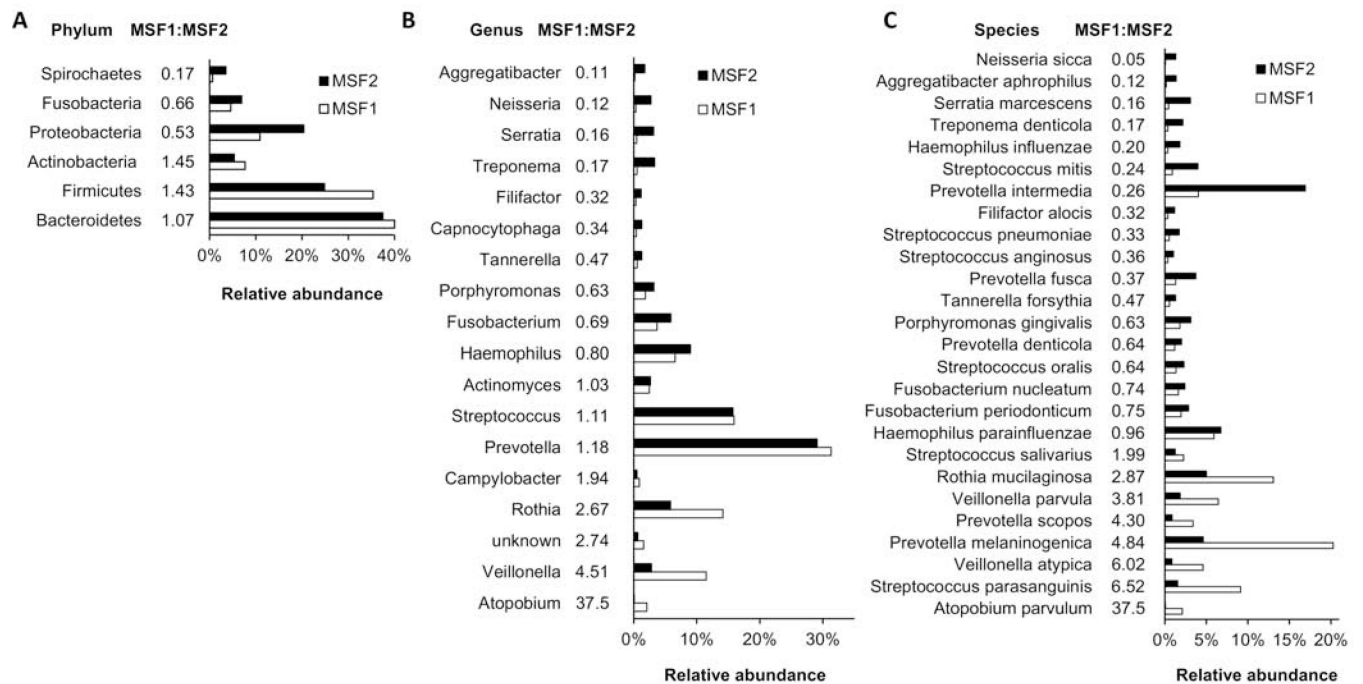 A Phylum MSF1:MSF2
Spirochaetes 0.17
Fusobacteria 0.66
Proteobacteria 0.53
Actinobacteria 1.45
Firmicutes 1.43
Bacteroidetes 1.07
MSF2
MSF1
0% 10% 20% 30% 40%
Relative abundance
B Genus MSF1:MSF2
Aggregatibacter 0.11
Neisseria 0.12
Serratia 0.16
Treponema 0.17
Filifactor 0.32
Capnocytophaga 0.34
Tannerella 0.47
Porphyromonas 0.63
Fusobacterium 0.69
Haemophilus 0.80
Actinomyces 1.03
Streptococcus 1.11
Prevotella 1.18
Campylobacter 1.94
Rothia 2.67
unknown 2.74
Veillonella 4.51
Atopobium 37.5
MSF2
MSF1
0% 10% 20% 30%
Relative abundance
C Species MSF1:MSF2
Neisseria sicca 0.05
Aggregatibacter aphrophilus 0.12
Serratia marcescens 0.16
Treponema denticola 0.17
Haemophilus influenzae 0.20
Streptococcus mitis 0.24
Prevotella intermedia 0.26
Filifactor alocis 0.32
Streptococcus pneumoniae 0.33
Streptococcus anginosus 0.36
Prevotella fusca 0.37
Tannerella forsythia 0.47
Porphyromonas gingivalis 0.63
Prevotella denticola 0.64
Streptococcus oralis 0.64
Fusobacterium nucleatum 0.74
Fusobacterium periodonticum 0.75
Haemophilus parainfluenzae 0.96
Streptococcus salivarius 1.99
Rothia mucilaginosa 2.87
Veillonella parvula 3.81
Prevotella scopos 4.30
Prevotella melaninogenica 4.84
Veillonella atypica 6.02
Streptococcus parasanguinis 6.52
Atopobium parvulum 37.5
MSF2
MSF1
0% 5% 10% 15% 20%
Relative abundance